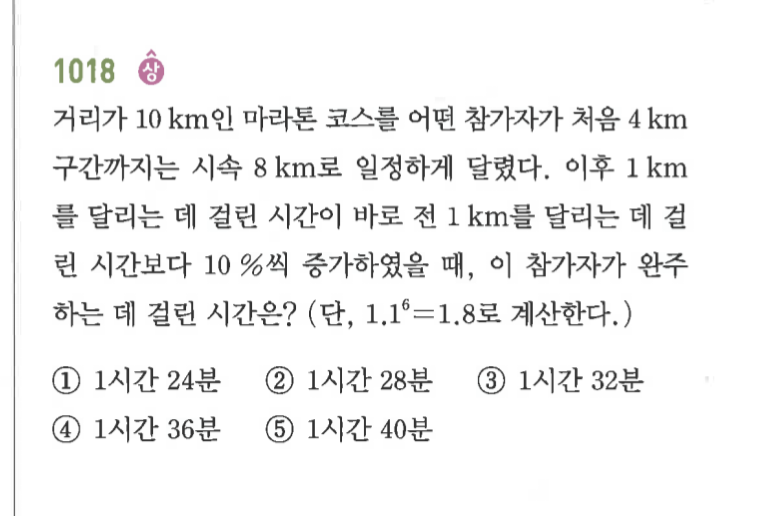 1018 상
거리가 10 km인 마라톤 코스를 어떤 참가자가 처음 4 km
구간까지는 시속 8 km로 일정하게 달렸다. 이후 1 km
를 달리는 데 걸린 시간이 바로 전 1 km를 달리는 데 걸
린 시간보다 10 %씩 증가하였을 때, 이 참가자가 완주
하는 데 걸린 시간은? (단, 1.1⁶=1.8로 계산한다.)
① 1시간 24분 ② 1시간 28분 ③ 1시간 32분
④ 1시간 36분 ⑤ 1시간 40분